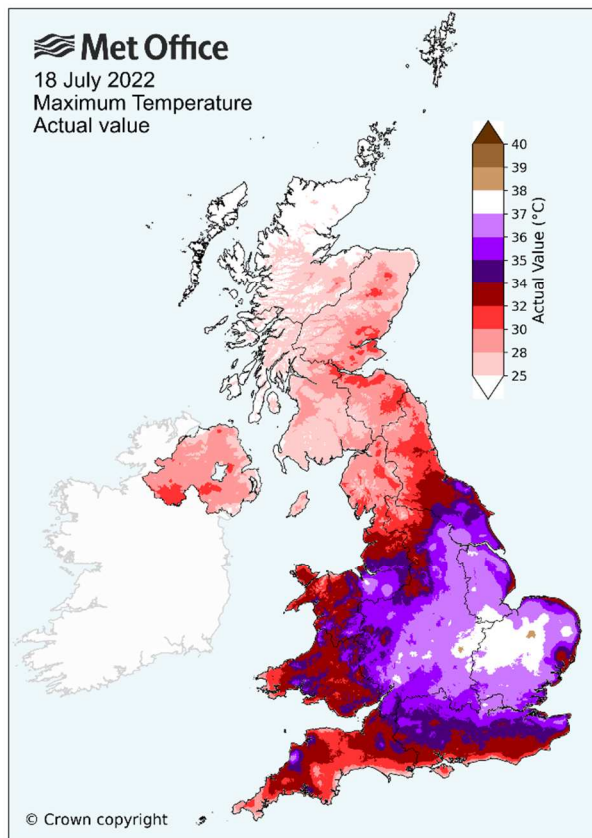 Met Office
18 July 2022
Maximum Temperature
Actual value
40
39
38
37
36
35
34
32
30
28
25
Actual Value (°C)
© Crown copyright